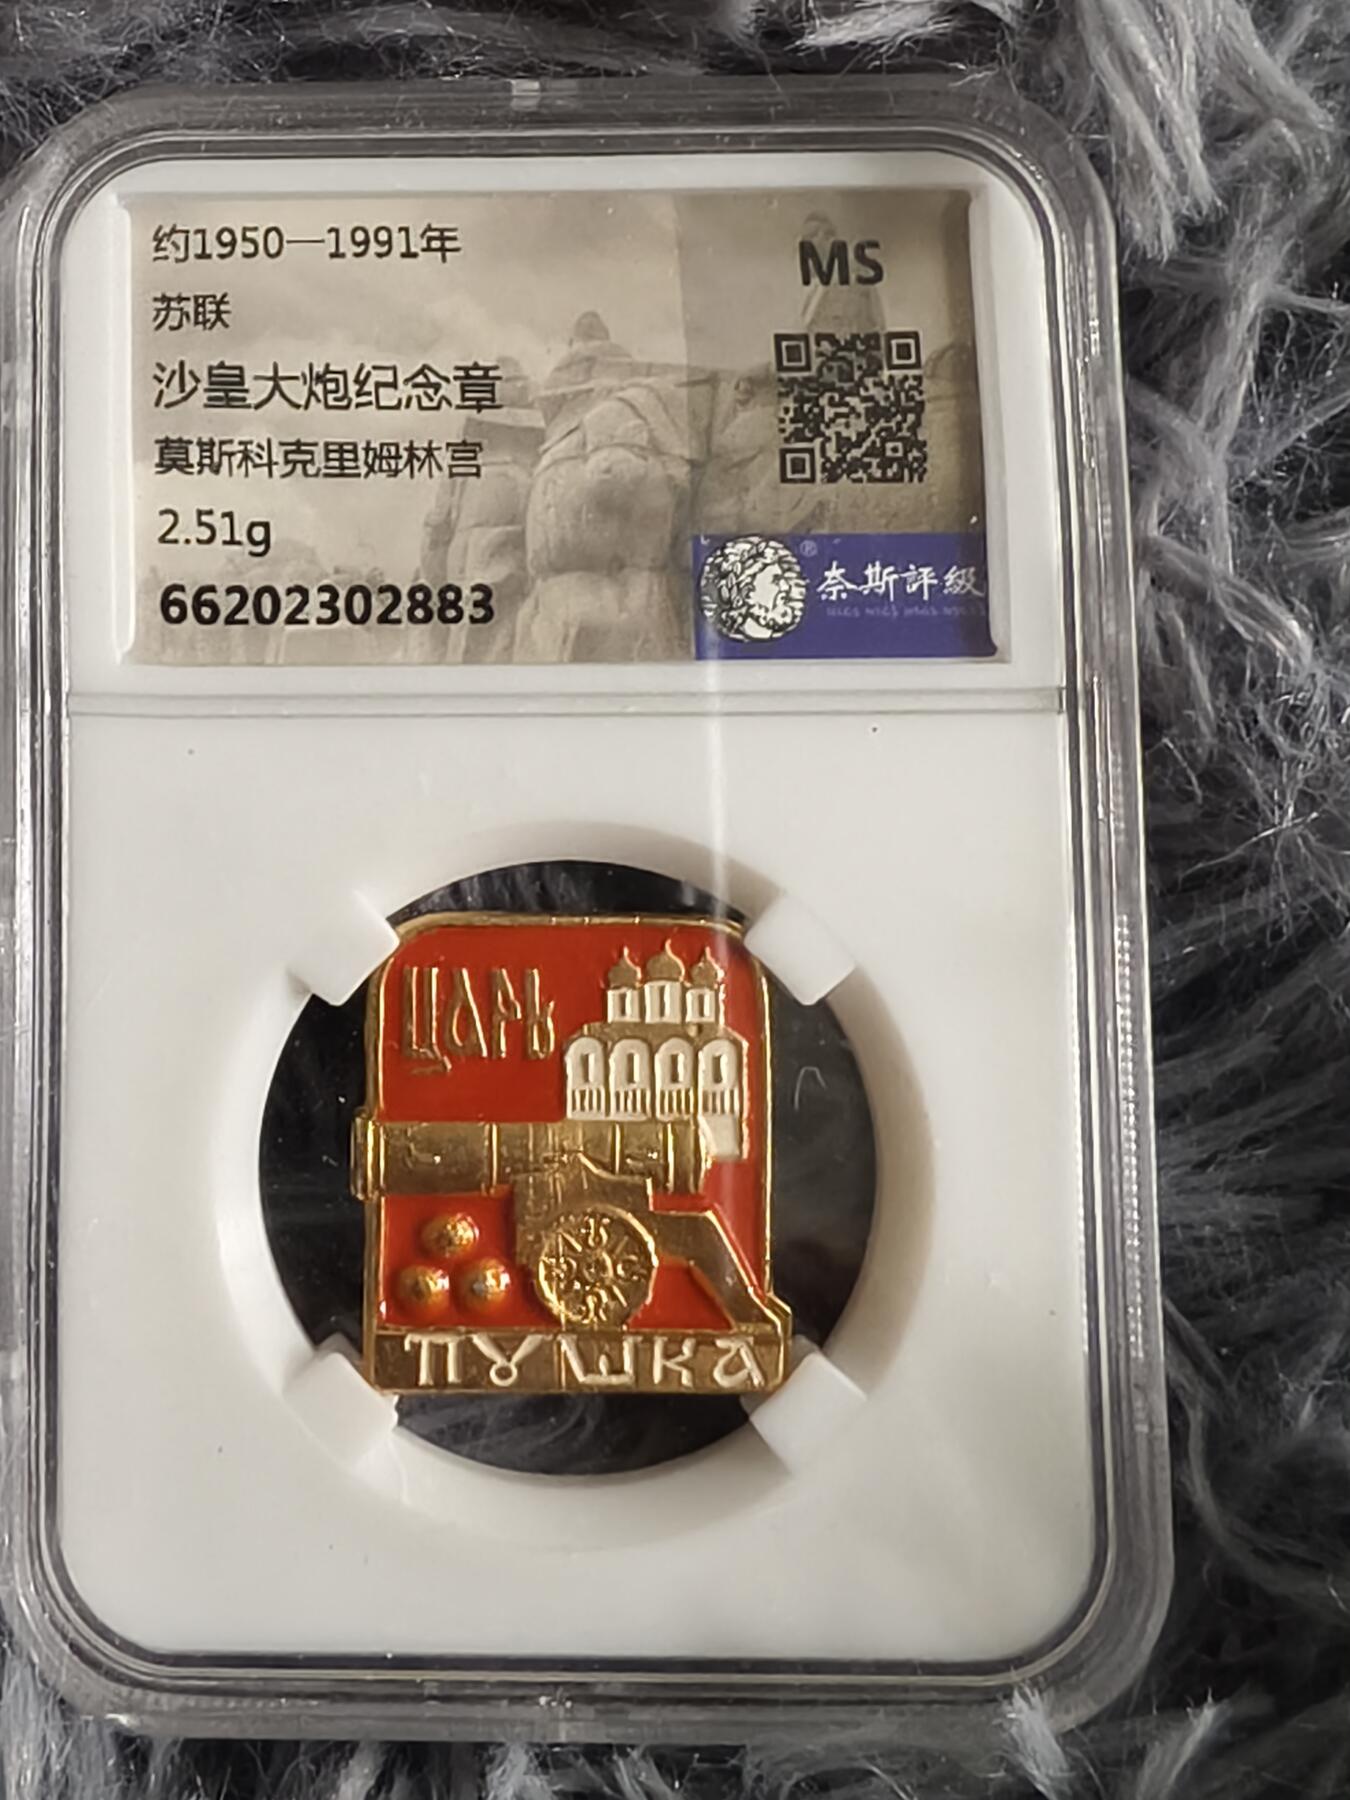 约1950—1991年
苏联
沙皇大炮纪念章
莫斯科克里姆林宫
2.51g
66202302883
MS
®
奈斯評級
ЦАРЬ
ПУШКА